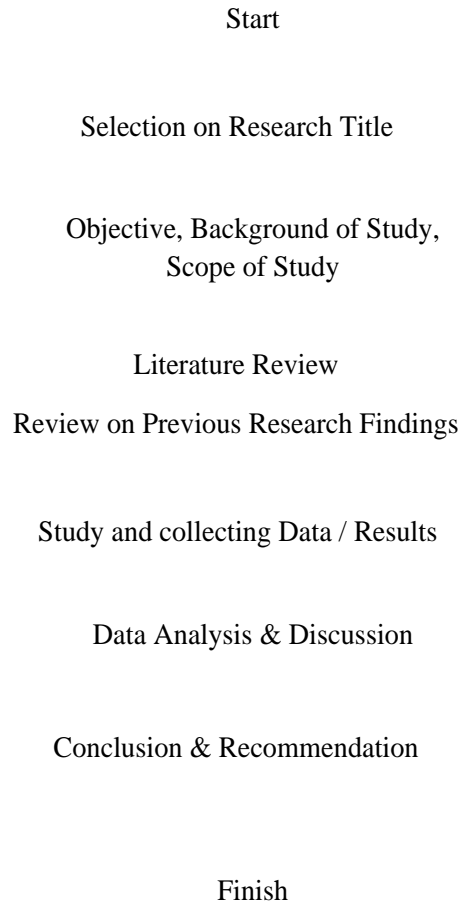 Start
Selection on Research Title
Objective, Background of Study,
Scope of Study
Literature Review
Review on Previous Research Findings
Study and collecting Data / Results
Data Analysis & Discussion
Conclusion & Recommendation
Finish